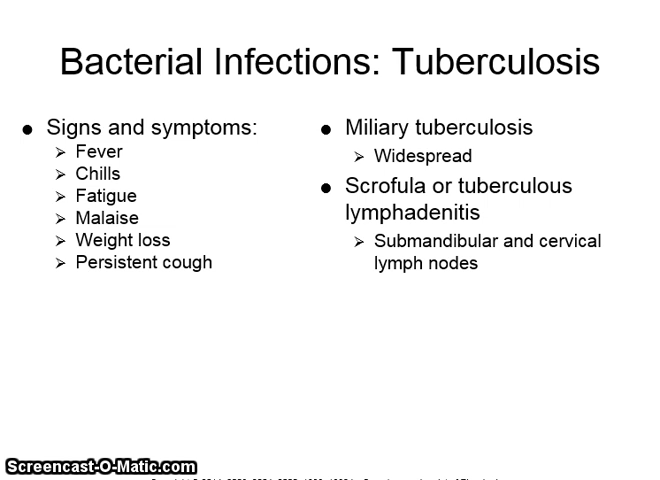 Bacterial Infections: Tuberculosis
● Signs and symptoms:
➢ Fever
➢ Chills
➢ Fatigue
➢ Malaise
➢ Weight loss
➢ Persistent cough
● Miliary tuberculosis
➢ Widespread
● Scrofula or tuberculous
lymphadenitis
➢ Submandibular and cervical
lymph nodes
Screencast-O-Matic.com